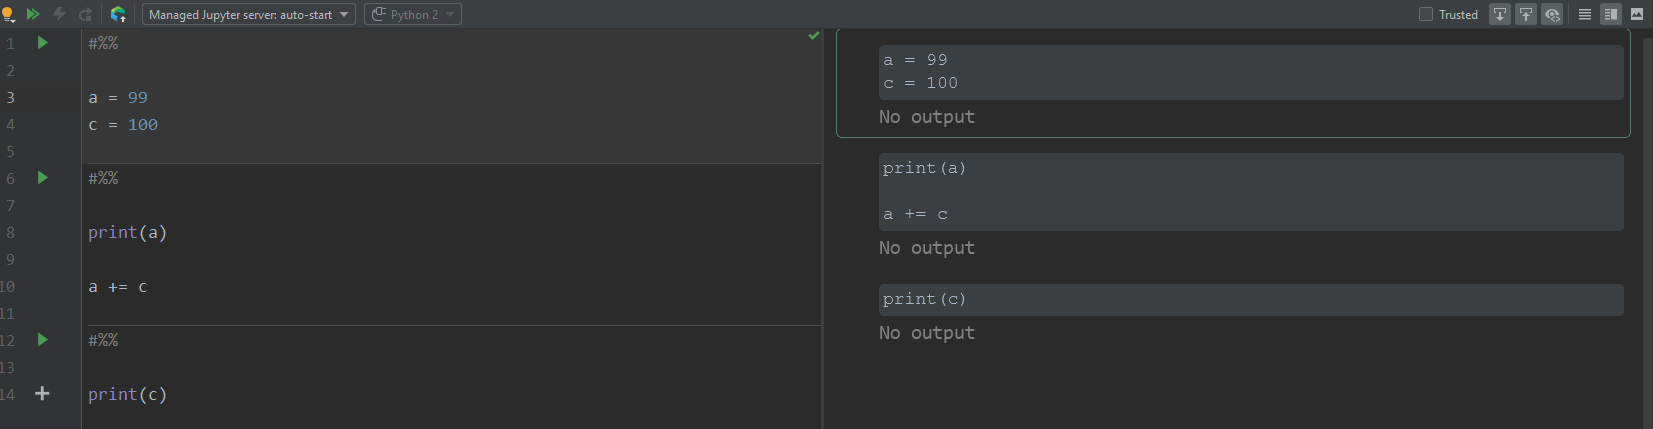 Managed Jupyter server: auto-start
Python 2
Trusted
1 #%%
2
3 a = 99
4 c = 100
5
6 #%%
7
8 print(a)
9
10 a += c
11
12 #%%
13
14 print(c)
a = 99
c = 100
No output
print(a)
a += c
No output
print(c)
No output